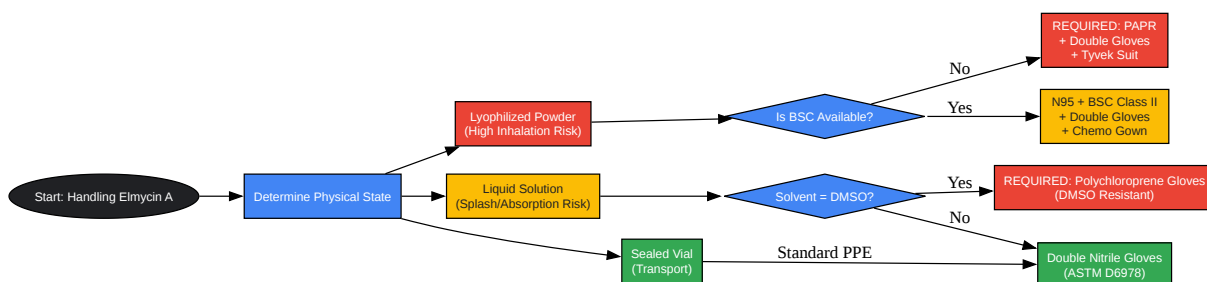 Start: Handling Elmycin A
Determine Physical State
Lyophilized Powder
(High Inhalation Risk)
Is BSC Available?
No
REQUIRED: PAPR
+ Double Gloves
+ Tyvek Suit
Yes
N95 + BSC Class II
+ Double Gloves
+ Chemo Gown
Liquid Solution
(Splash/Absorption Risk)
Solvent = DMSO?
Yes
REQUIRED: Polychloroprene Gloves
(DMSO Resistant)
No
Sealed Vial
(Transport)
Standard PPE
Double Nitrile Gloves
(ASTM D6978)